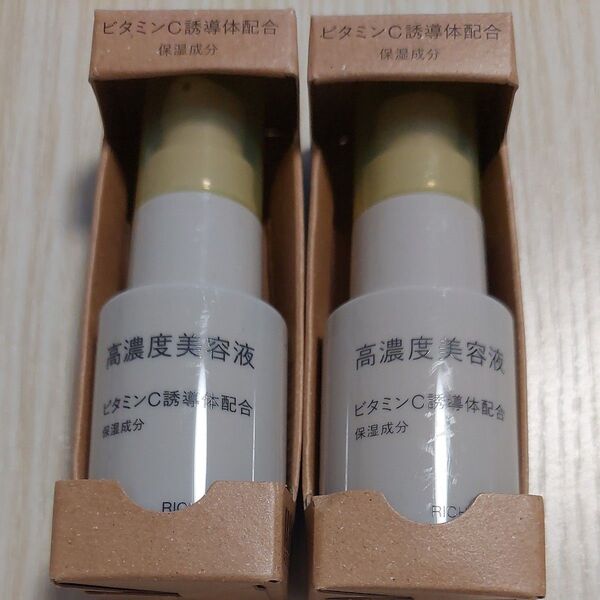 ビタミンC誘導体配合
保湿成分
高濃度美容液
ビタミンC誘導体配合
保湿成分
RICH
ビタミンC誘導体配合
保湿成分
高濃度美容液
ビタミンC誘導体配合
保湿成分
RICH